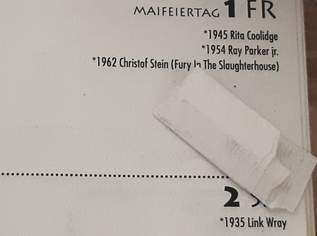 MAIFEIERTAG 1 FR
*1945 Rita Coolidge
*1954 Ray Parker jr.
*1962 Christof Stein (Fury In The Slaughterhouse)
2
*1935 Link Wray